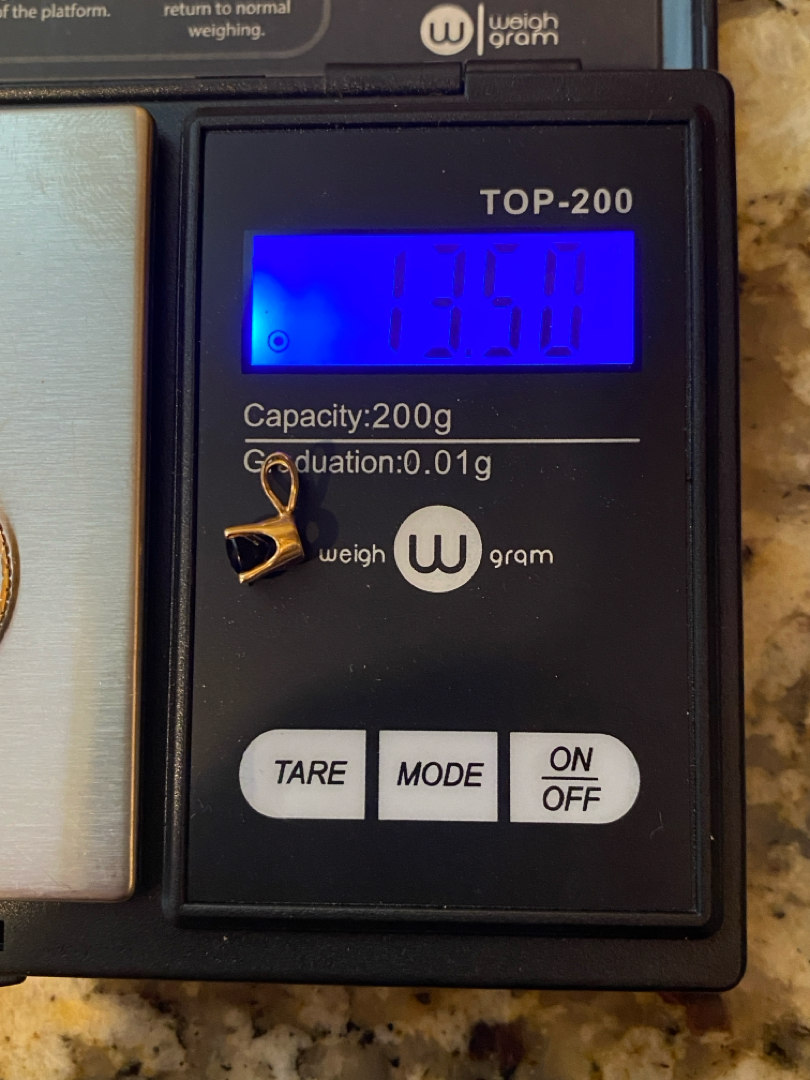 of the platform.
return to normal
weighing.
W weigh
gram
TOP-200
13.50
Capacity:200g
Graduation:0.01g
weigh W gram
TARE
MODE
ON
OFF